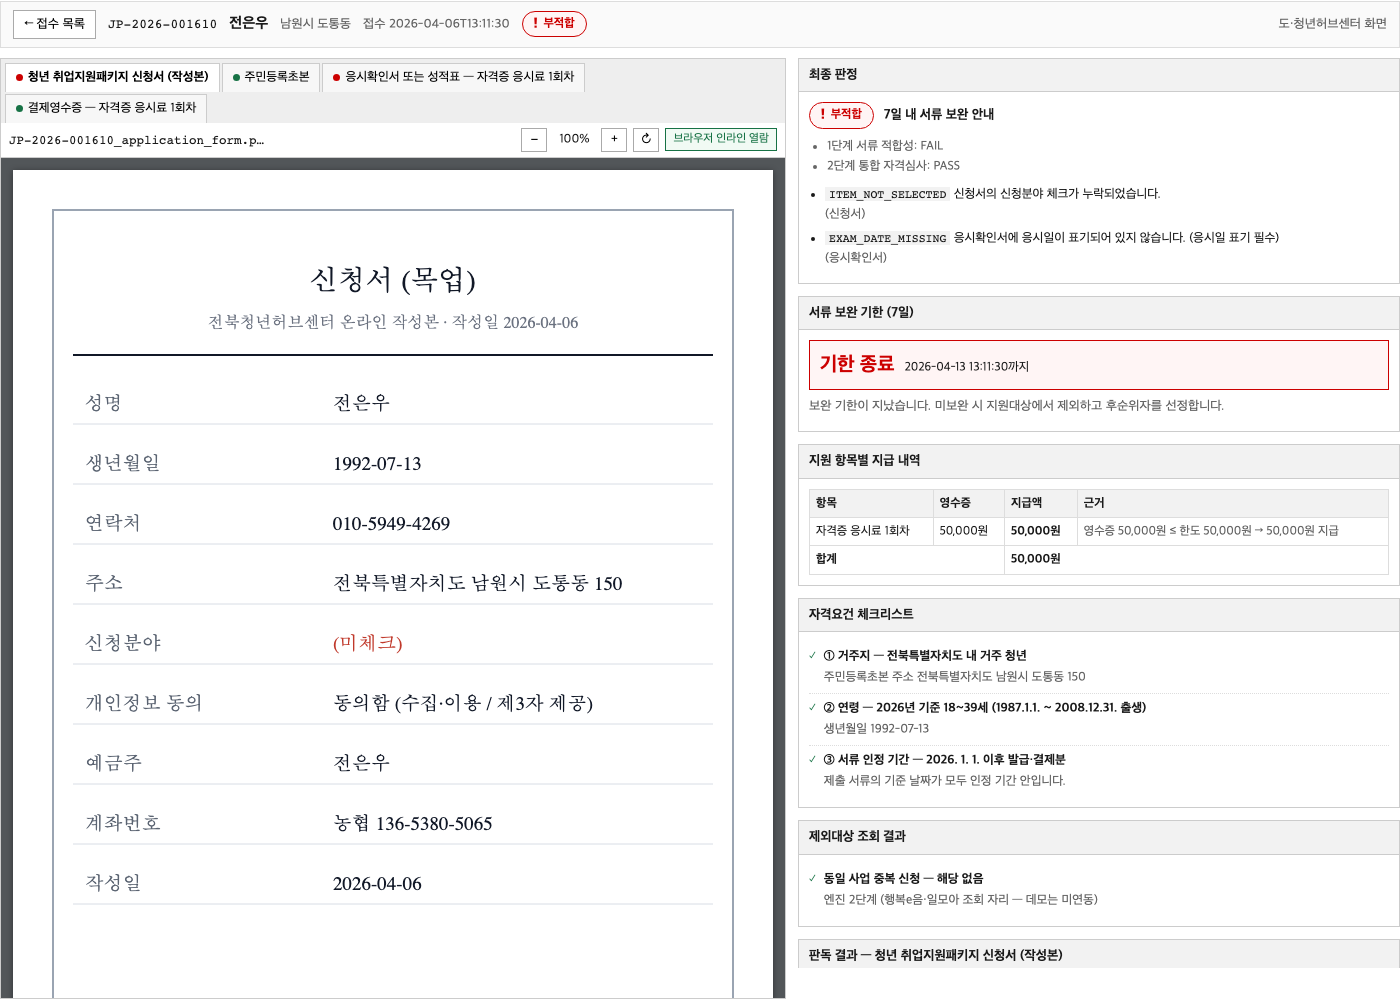 ← 접수 목록 JP-2026-001610 전은우 남원시 도통동 접수 2026-04-06T13:11:30 ! 부적합 도·청년허브센터 화면
청년 취업지원패키지 신청서 (작성본) 주민등록초본 응시확인서 또는 성적표 — 자격증 응시료 1회차
결제영수증 — 자격증 응시료 1회차
JP-2026-001610_application_form.p… − 100% + ↻ 브라우저 인라인 열람
신청서 (목업)
전북청년허브센터 온라인 작성본 · 작성일 2026-04-06
성명 전은우
생년월일 1992-07-13
연락처 010-5949-4269
주소 전북특별자치도 남원시 도통동 150
신청분야 (미체크)
개인정보 동의 동의함 (수집·이용 / 제3자 제공)
예금주 전은우
계좌번호 농협 136-5380-5065
작성일 2026-04-06
최종 판정
! 부적합 7일 내 서류 보완 안내
1단계 서류 적합성: FAIL
2단계 통합 자격심사: PASS
ITEM_NOT_SELECTED 신청서의 신청분야 체크가 누락되었습니다.
(신청서)
EXAM_DATE_MISSING 응시확인서에 응시일이 표기되어 있지 않습니다. (응시일 표기 필수)
(응시확인서)
서류 보완 기한 (7일)
기한 종료 2026-04-13 13:11:30까지
보완 기한이 지났습니다. 미보완 시 지원대상에서 제외하고 후순위자를 선정합니다.
지원 항목별 지급 내역
항목 영수증 지급액 근거
자격증 응시료 1회차 50,000원 50,000원 영수증 50,000원 ≤ 한도 50,000원 → 50,000원 지급
합계 50,000원
자격요건 체크리스트
✓ ① 거주지 — 전북특별자치도 내 거주 청년
주민등록초본 주소 전북특별자치도 남원시 도통동 150
✓ ② 연령 — 2026년 기준 18~39세 (1987.1.1. ~ 2008.12.31. 출생)
생년월일 1992-07-13
✓ ③ 서류 인정 기간 — 2026. 1. 1. 이후 발급·결제분
제출 서류의 기준 날짜가 모두 인정 기간 안입니다.
제외대상 조회 결과
✓ 동일 사업 중복 신청 — 해당 없음
엔진 2단계 (행복e음·일모아 조회 자리 — 데모는 미연동)
판독 결과 — 청년 취업지원패키지 신청서 (작성본)